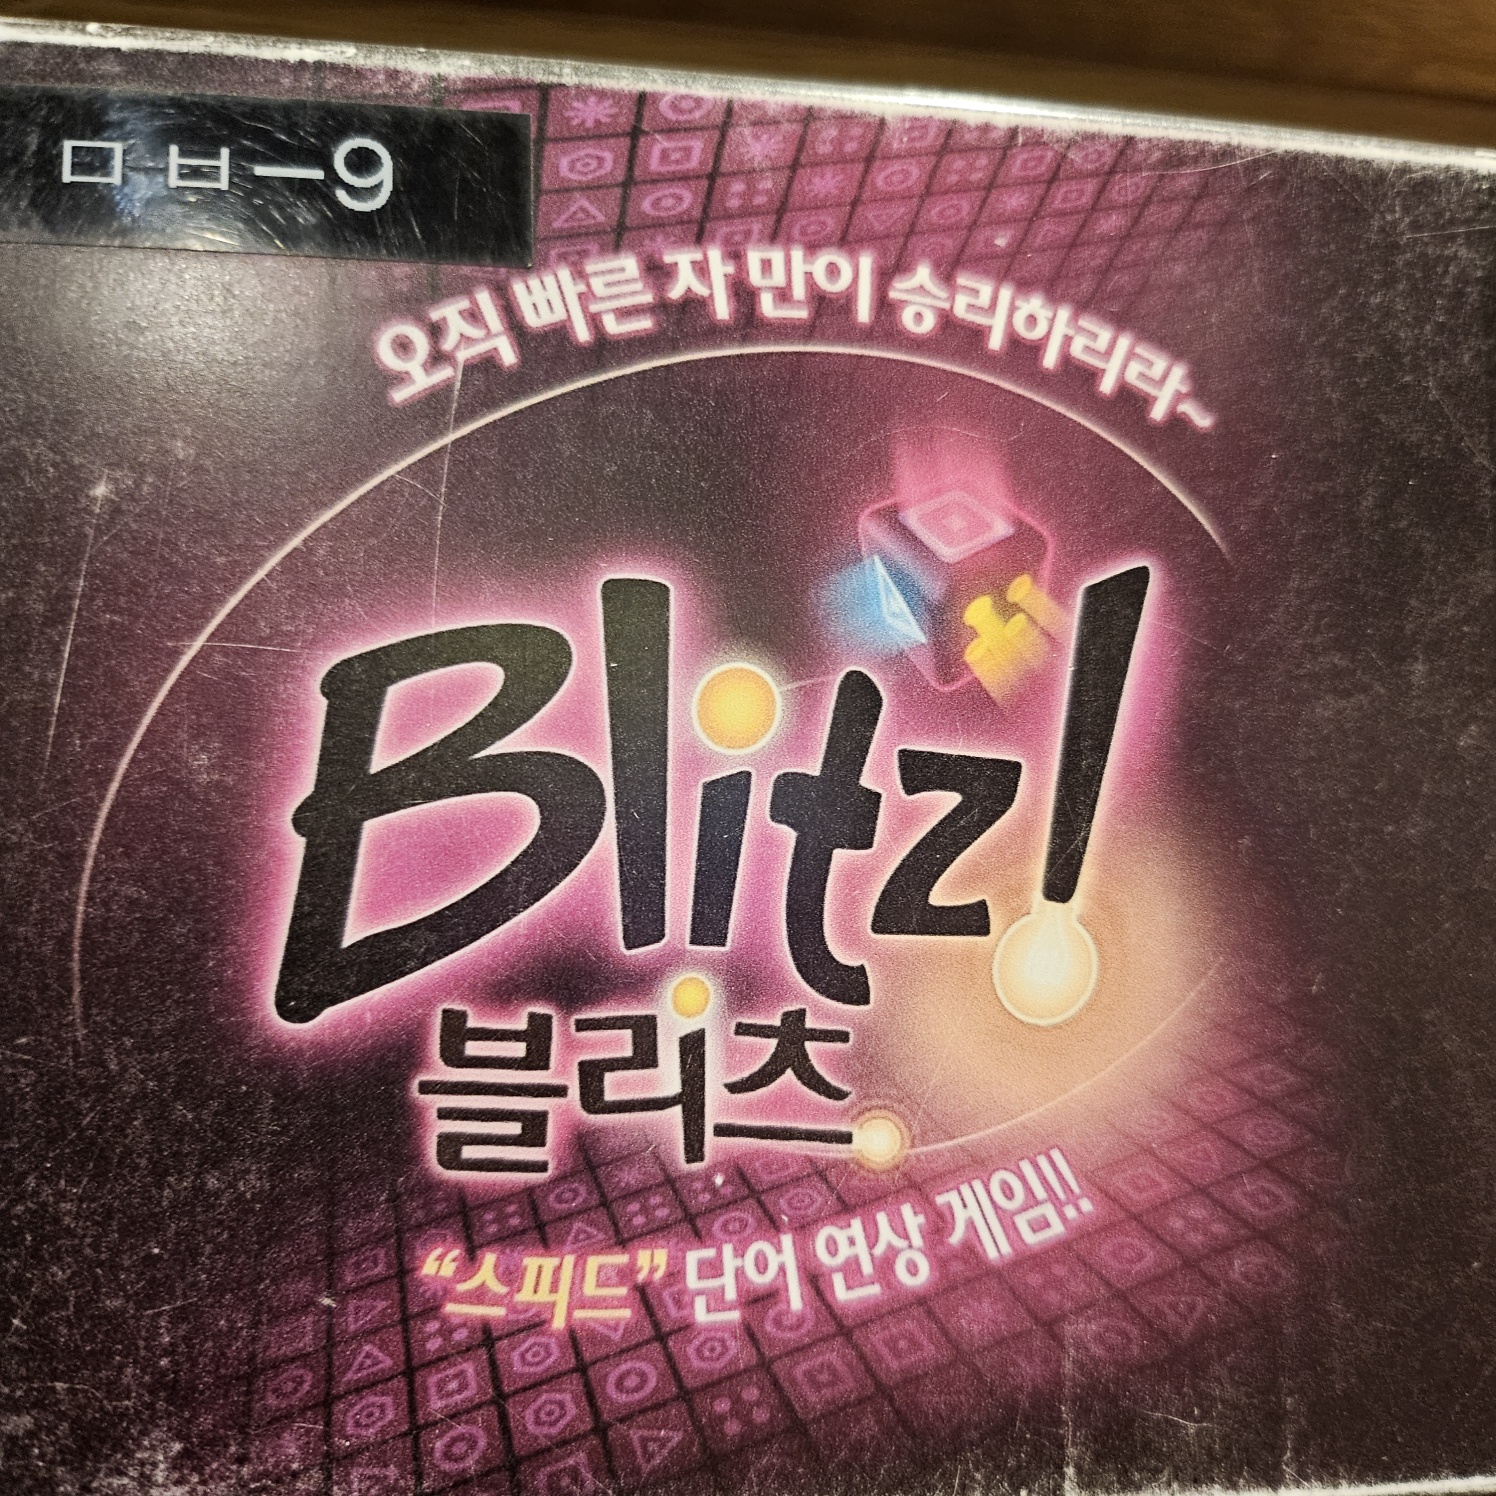 ㅁㅂ-9
오직 빠른 자 만이 승리하리라~
Blitz!
블리츠
“스피드” 단어 연상 게임!!